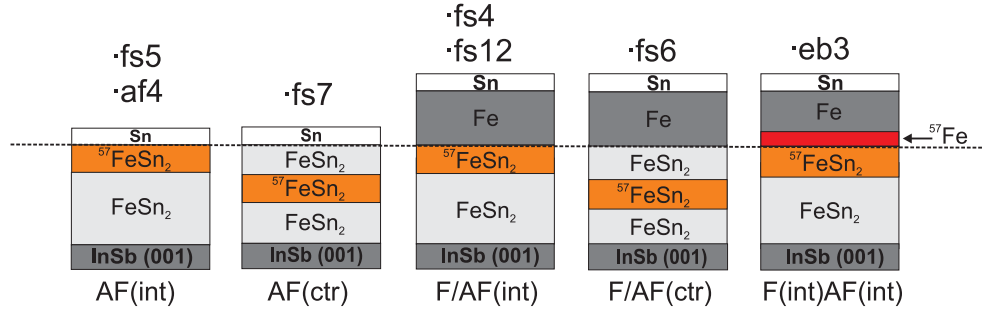 ·fs5
·af4
Sn
⁵⁷FeSn₂
FeSn₂
InSb (001)
AF(int)
·fs7
Sn
FeSn₂
⁵⁷FeSn₂
FeSn₂
InSb (001)
AF(ctr)
·fs4
·fs12
Sn
Fe
⁵⁷FeSn₂
FeSn₂
InSb (001)
F/AF(int)
·fs6
Sn
Fe
FeSn₂
⁵⁷FeSn₂
FeSn₂
InSb (001)
F/AF(ctr)
·eb3
Sn
Fe
⁵⁷Fe
⁵⁷FeSn₂
FeSn₂
InSb (001)
F(int)AF(int)